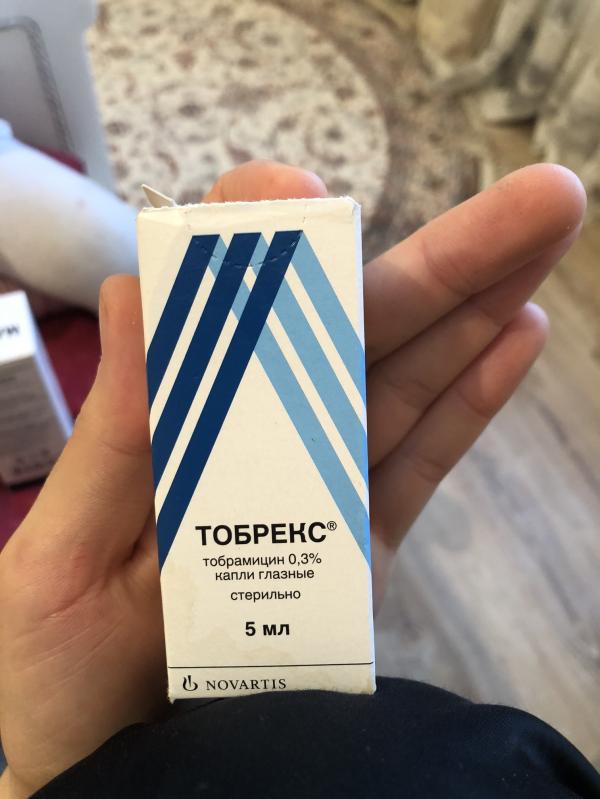 ТОБРЕКС®
тобрамицин 0,3%
капли глазные
стерильно
5 мл
NOVARTIS